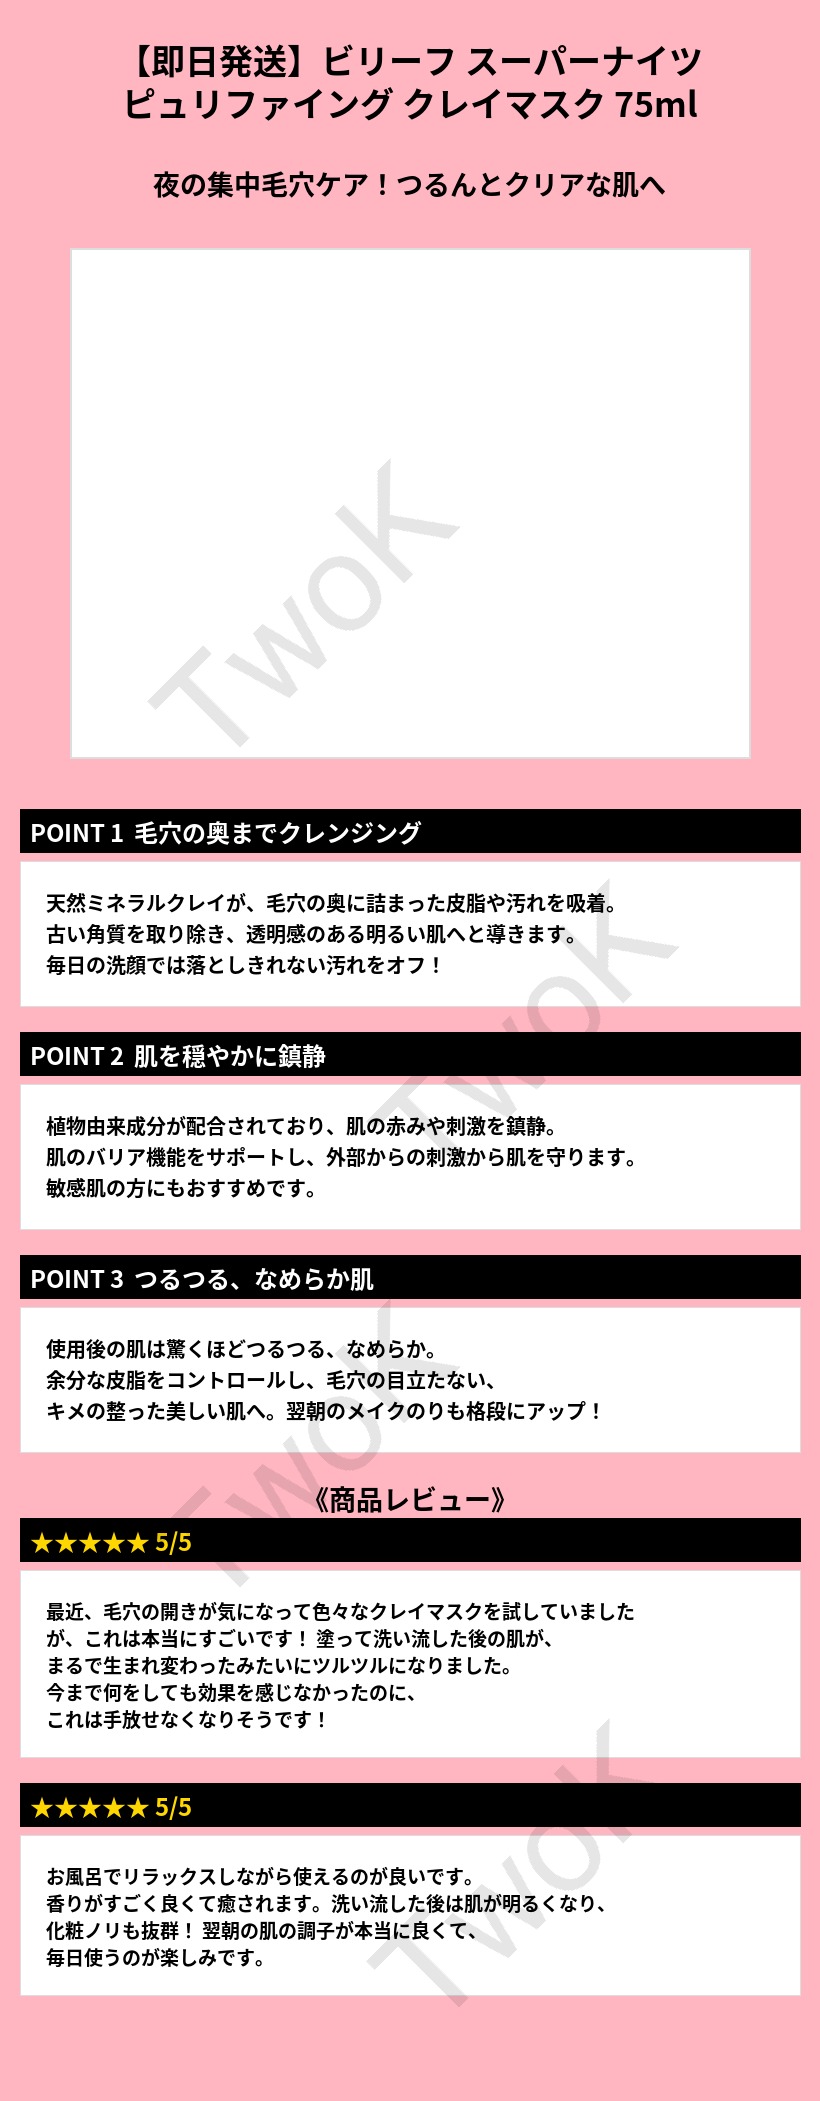 【即日発送】ビリーフ スーパーナイツ
ピュリファイング クレイマスク 75ml
夜の集中毛穴ケア！つるんとクリアな肌へ
TwoK
POINT 1 毛穴の奥までクレンジング
天然ミネラルクレイが、毛穴の奥に詰まった皮脂や汚れを吸着。
古い角質を取り除き、透明感のある明るい肌へと導きます。
毎日の洗顔では落としきれない汚れをオフ！
TwoK
POINT 2 肌を穏やかに鎮静
植物由来成分が配合されており、肌の赤みや刺激を鎮静。
肌のバリア機能をサポートし、外部からの刺激から肌を守ります。
敏感肌の方にもおすすめです。
POINT 3 つるつる、なめらか肌
使用後の肌は驚くほどつるつる、なめらか。
余分な皮脂をコントロールし、毛穴の目立たない、
キメの整った美しい肌へ。翌朝のメイクのりも格段にアップ！
TwoK
《商品レビュー》
★★★★★ 5/5
最近、毛穴の開きが気になって色々なクレイマスクを試していました
が、これは本当にすごいです！ 塗って洗い流した後の肌が、
まるで生まれ変わったみたいにツルツルになりました。
今まで何をしても効果を感じなかったのに、
これは手放せなくなりそうです！
★★★★★ 5/5
お風呂でリラックスしながら使えるのが良いです。
香りがすごく良くて癒されます。洗い流した後は肌が明るくなり、
化粧ノリも抜群！ 翌朝の肌の調子が本当に良くて、
毎日使うのが楽しみです。
TwoK